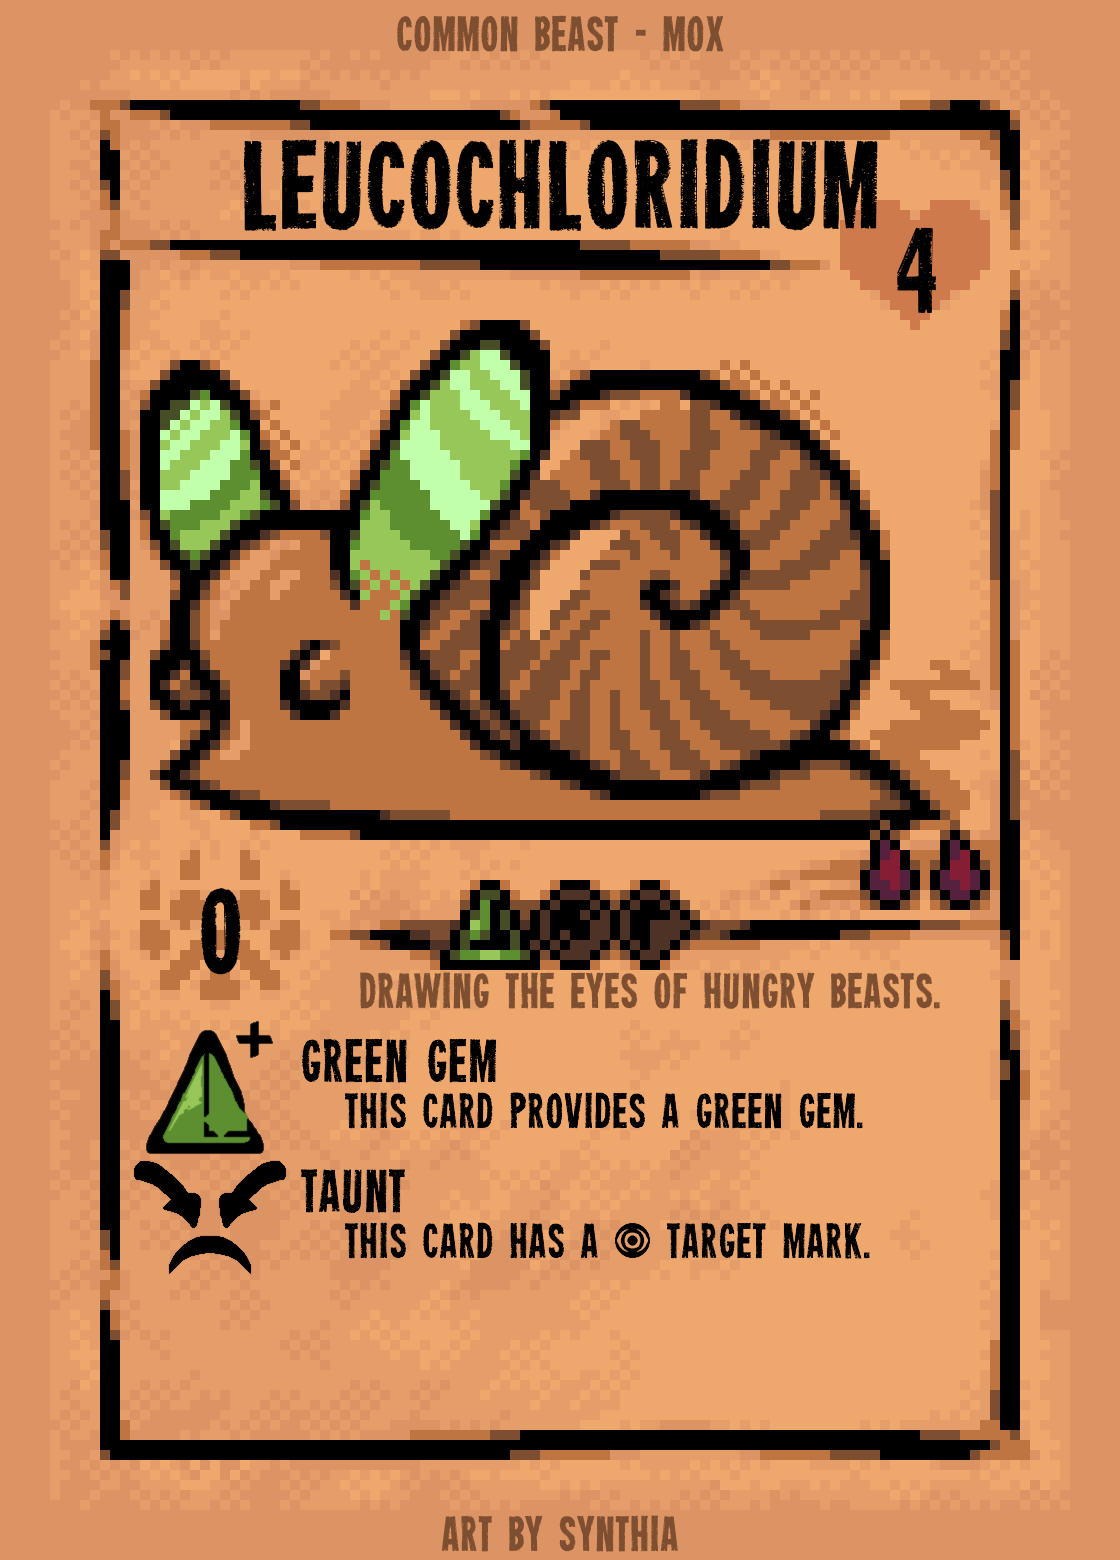 COMMON BEAST - MOX
LEUCOCHLORIDIUM
4
0
DRAWING THE EYES OF HUNGRY BEASTS.
GREEN GEM
THIS CARD PROVIDES A GREEN GEM.
TAUNT
THIS CARD HAS A TARGET MARK.
ART BY SYNTHIA